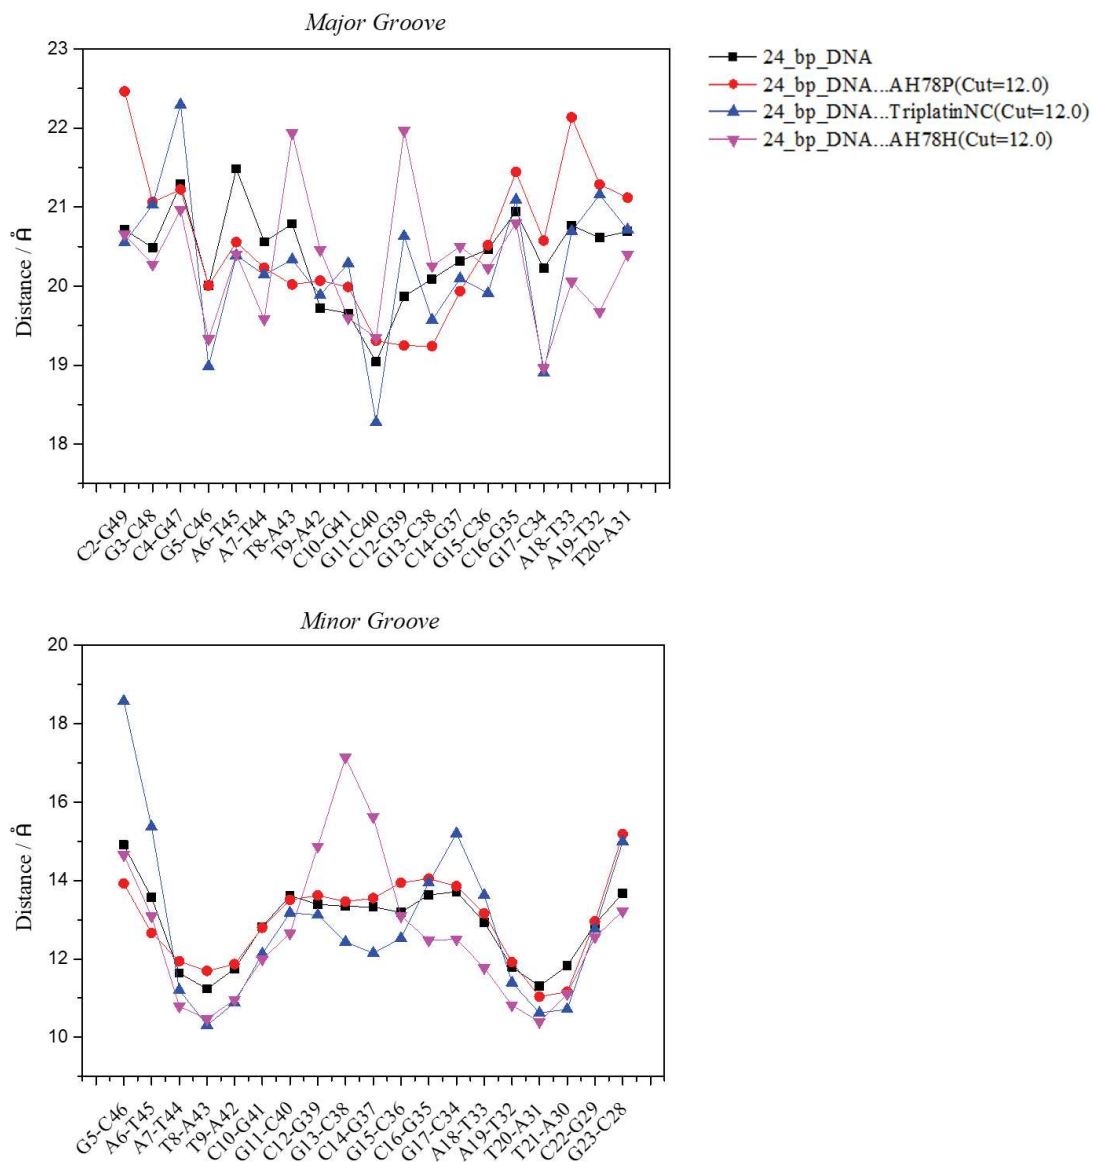 Major Groove
24_bp_DNA
24_bp_DNA...AH78P(Cut=12.0)
24_bp_DNA...TriplatinNC(Cut=12.0)
24_bp_DNA...AH78H(Cut=12.0)
23
22
21
20
19
18
Distance / Å
C2-G49
G3-C48
C4-G47
G5-C46
A6-T45
A7-T44
T8-A43
T9-A42
C10-G41
G11-C40
C12-G39
G13-C38
C14-G37
G15-C36
C16-G35
G17-C34
A18-T33
A19-T32
T20-A31
Minor Groove
20
18
16
14
12
10
Distance / Å
G5-C46
A6-T45
A7-T44
T8-A43
T9-A42
C10-G41
G11-C40
C12-G39
G13-C38
C14-G37
G15-C36
C16-G35
G17-C34
A18-T33
A19-T32
T20-A31
T21-A30
C22-G29
G23-C28